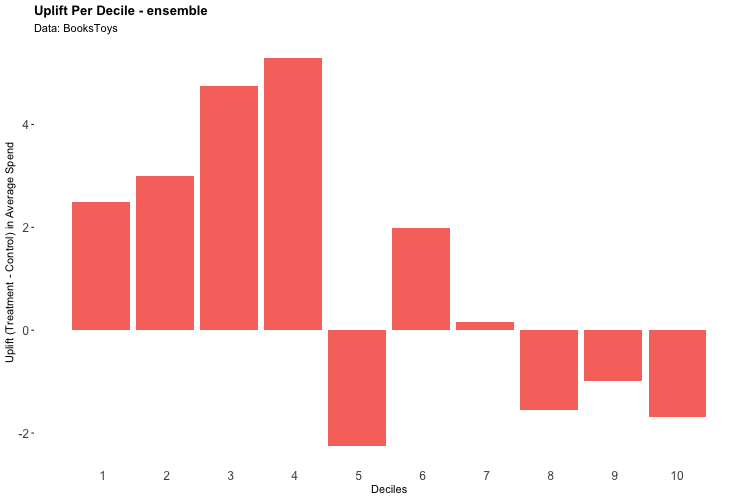 Uplift Per Decile - ensemble
Data: BooksToys
Uplift (Treatment - Control) in Average Spend
4
2
0
-2
1 2 3 4 5 6 7 8 9 10
Deciles